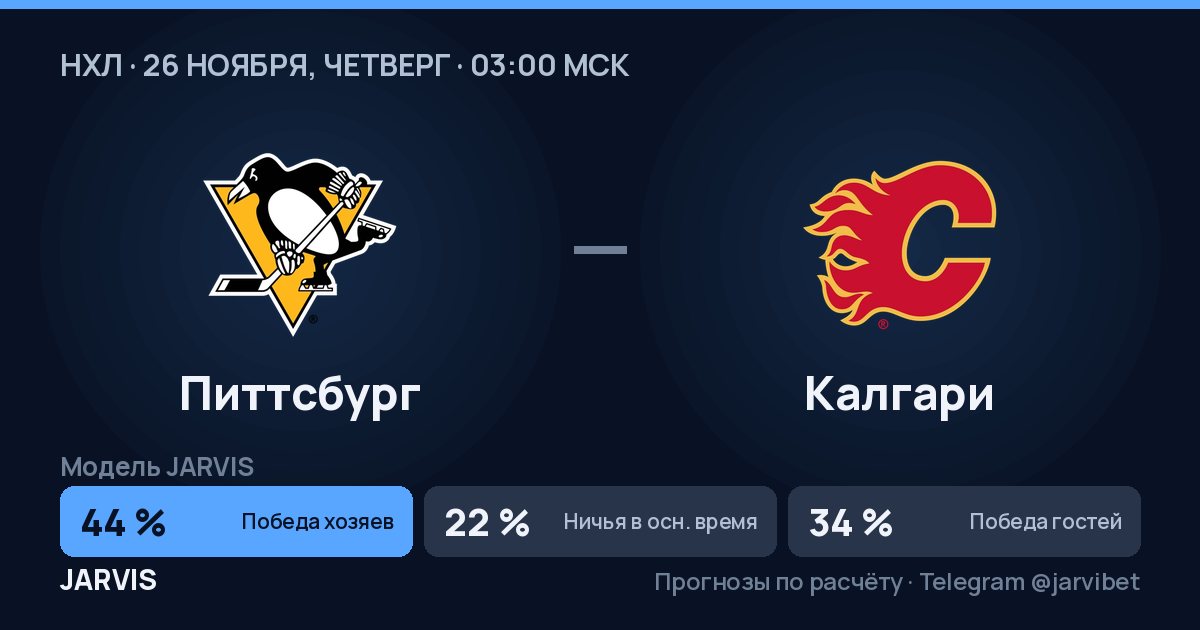 НХЛ · 26 НОЯБРЯ, ЧЕТВЕРГ · 03:00 МСК
Питтсбург
Калгари
Модель JARVIS
44 % Победа хозяев
22 % Ничья в осн. время
34 % Победа гостей
JARVIS
Прогнозы по расчёту · Telegram @jarvibet